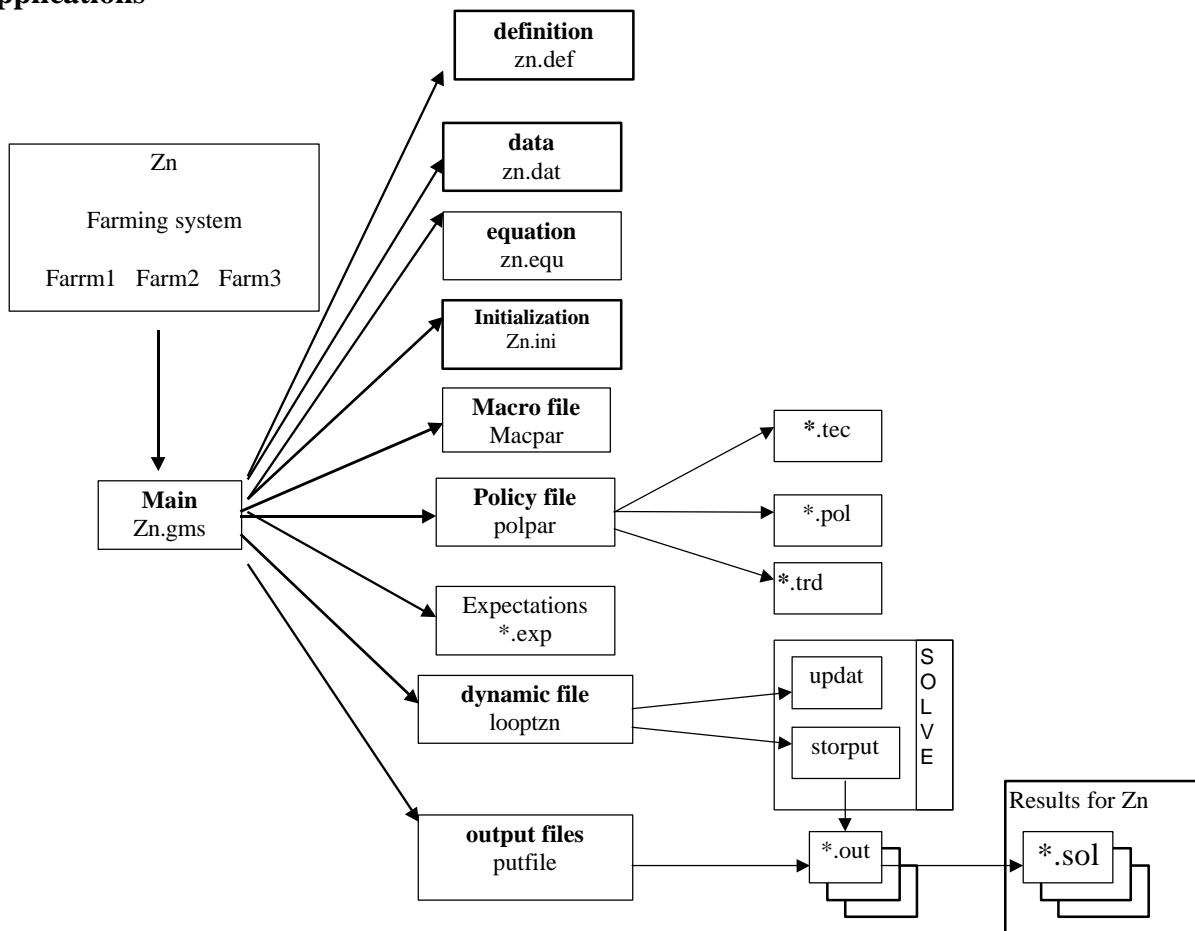 definition
zn.def
Zn
Farming system
Farrm1 Farm2 Farm3
data
zn.dat
equation
zn.equ
Initialization
Zn.ini
Macro file
Macpar
Main
Zn.gms
Policy file
polpar
*.tec
*.pol
*.trd
Expectations
*.exp
dynamic file
looptzn
updat
storput
S
O
L
V
E
output files
putfile
*.out
Results for Zn
*.sol